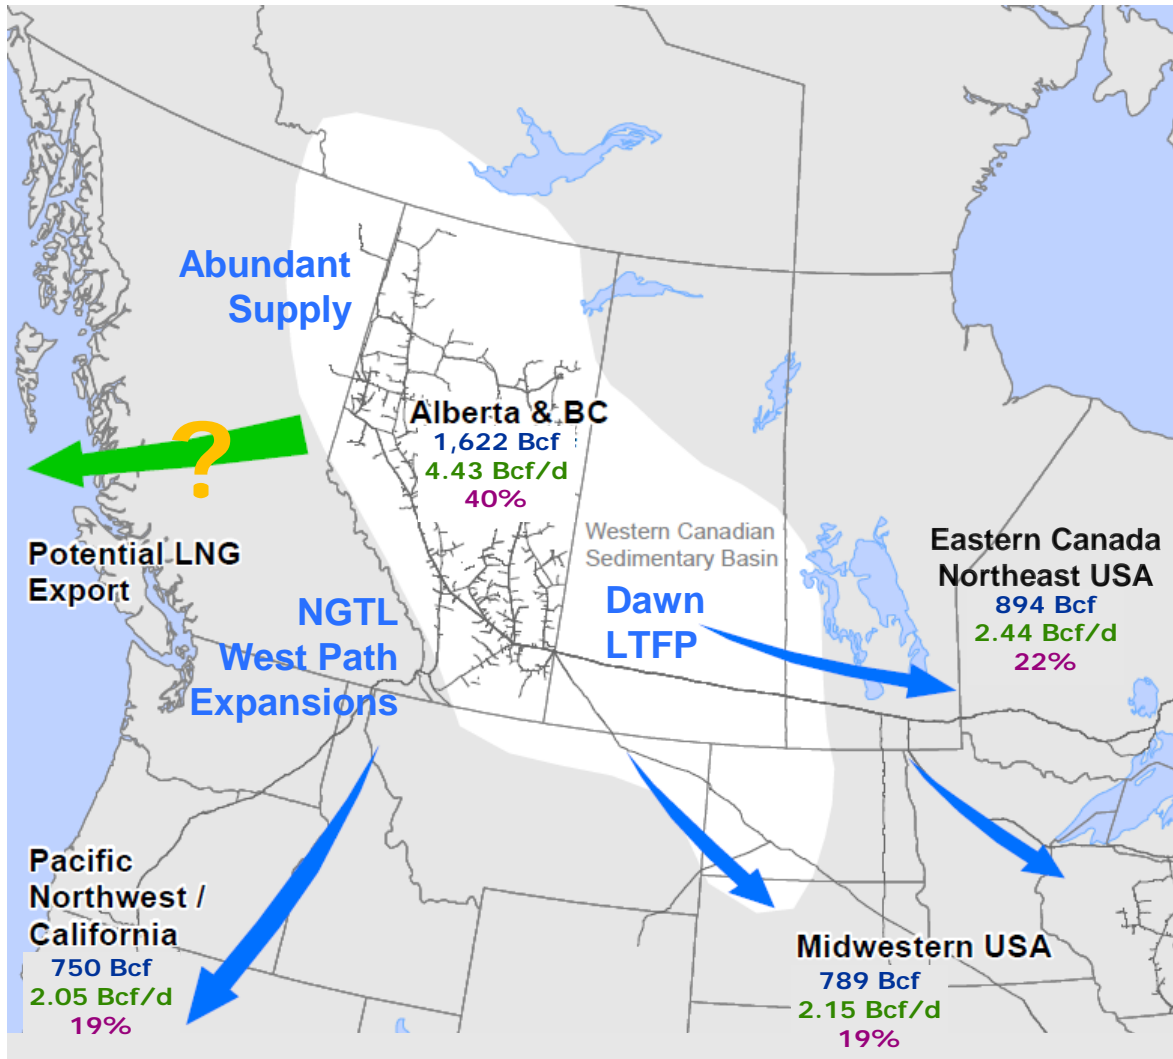 Abundant
Supply
Alberta & BC
1,622 Bcf
4.43 Bcf/d
40%
?
Potential LNG
Export
Western Canadian
Sedimentary Basin
Dawn
LTFP
NGTL
West Path
Expansions
Eastern Canada
Northeast USA
894 Bcf
2.44 Bcf/d
22%
Pacific
Northwest /
California
750 Bcf
2.05 Bcf/d
19%
Midwestern USA
789 Bcf
2.15 Bcf/d
19%